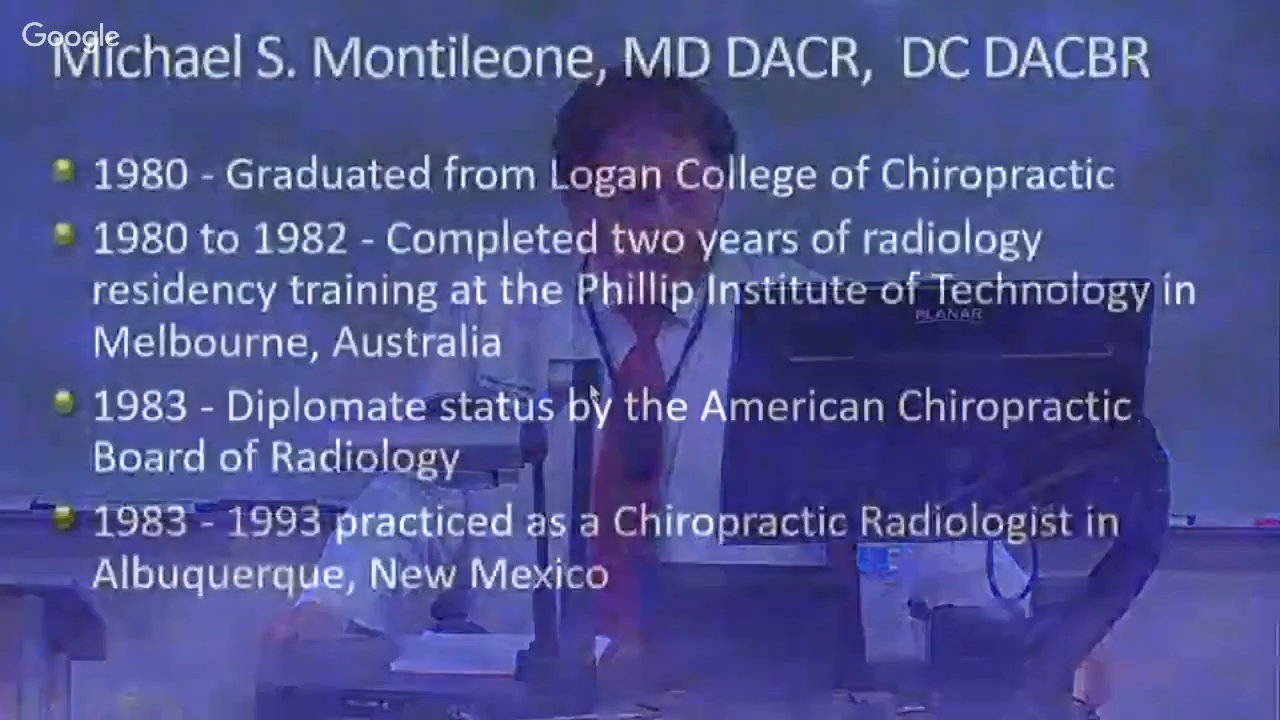 Google
Michael S. Montileone, MD DACR, DC DACBR
1980 - Graduated from Logan College of Chiropractic
1980 to 1982 - Completed two years of radiology
residency training at the Phillip Institute of Technology in
Melbourne, Australia
PLANAR
1983 - Diplomate status by the American Chiropractic
Board of Radiology
1983 - 1993 practiced as a Chiropractic Radiologist in
Albuquerque, New Mexico